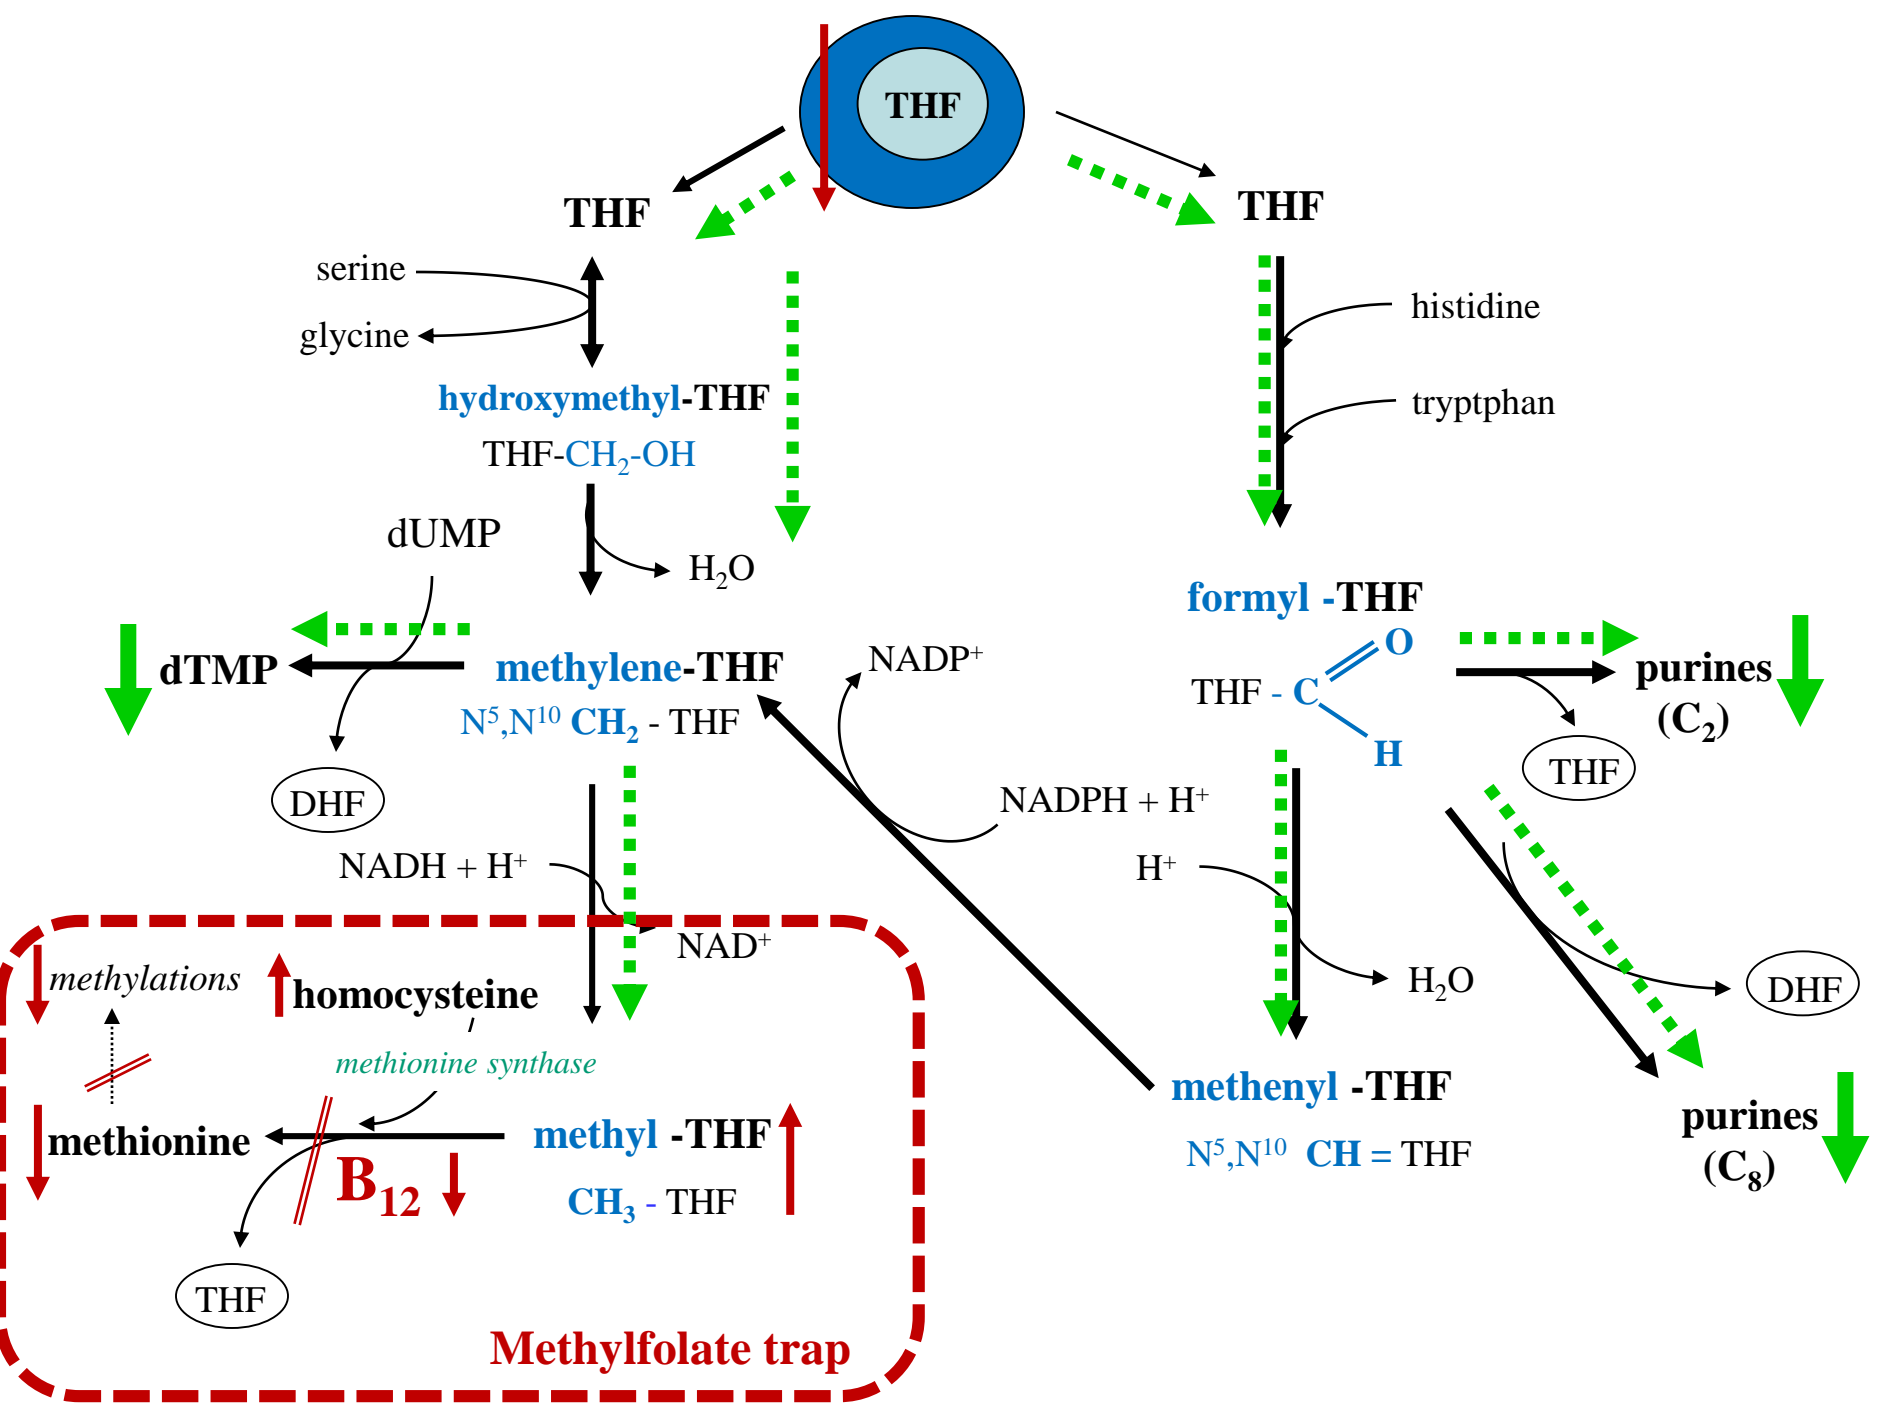 THF
THF
THF
serine
glycine
histidine
tryptphan
hydroxymethyl-THF
THF-CH₂-OH
dUMP
H₂O
formyl -THF
dTMP
methylene-THF
N⁵,N¹⁰ CH₂ - THF
NADP⁺
O
THF - C
H
purines
(C₂)
THF
DHF
NADPH + H⁺
NADH + H⁺
H⁺
NAD⁺
methylations
homocysteine
H₂O
DHF
methionine synthase
methenyl -THF
N⁵,N¹⁰ CH = THF
purines
(C₈)
methionine
methyl -THF
B₁₂
CH₃ - THF
THF
Methylfolate trap